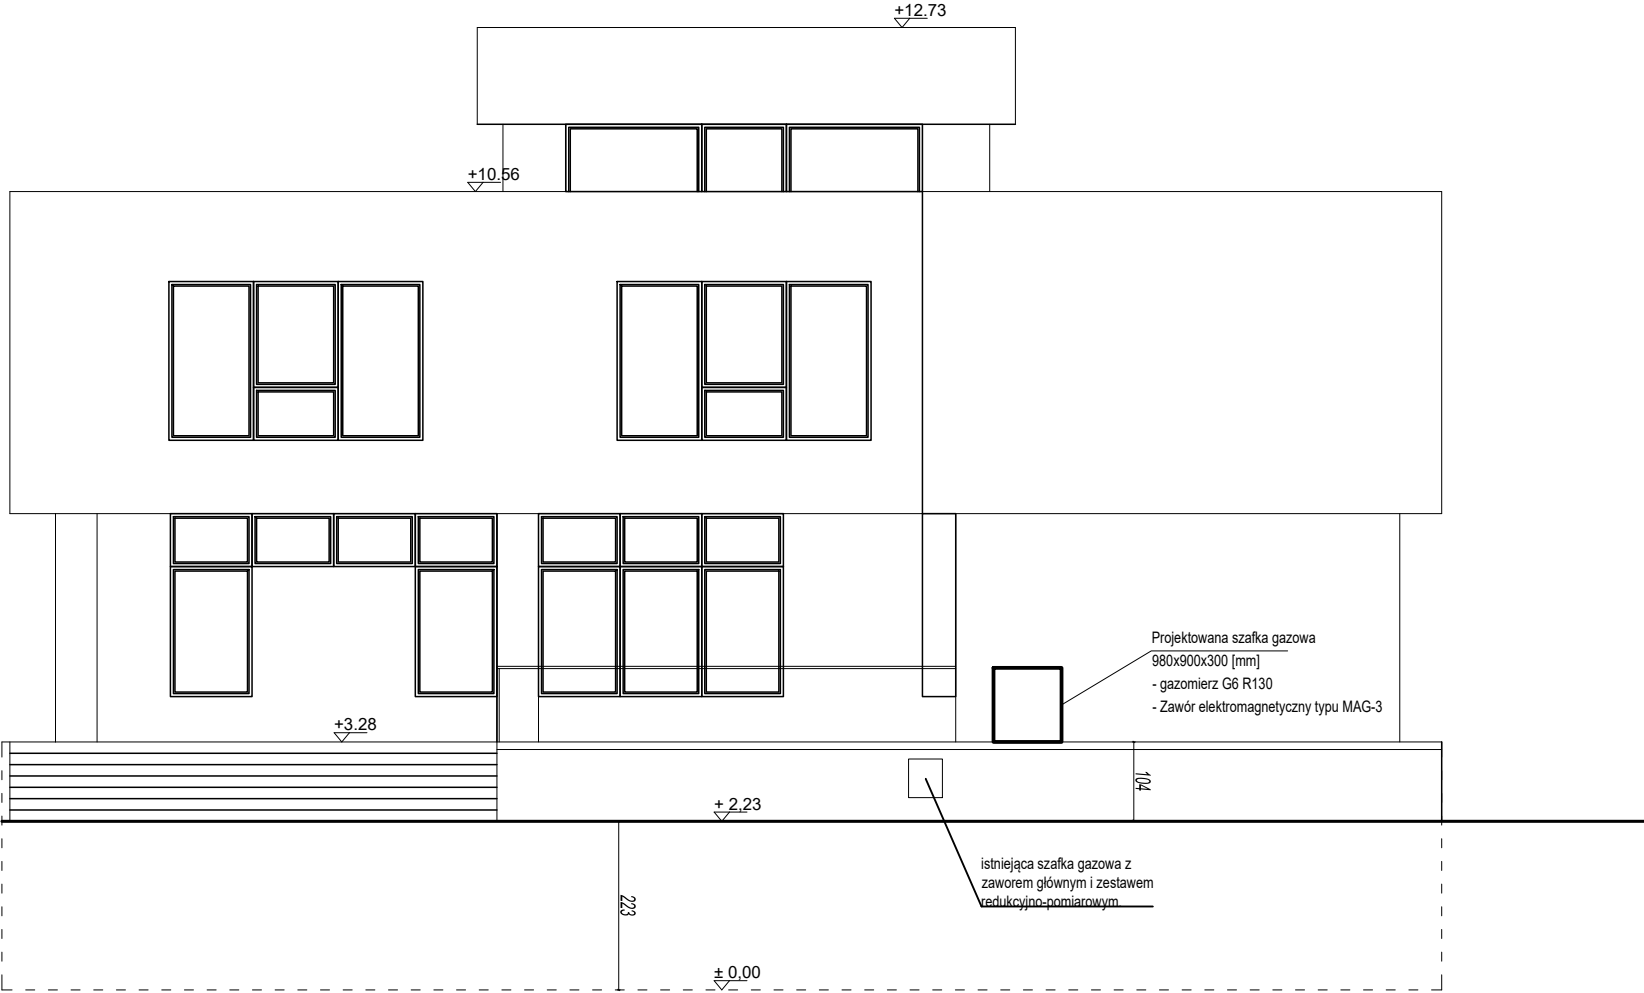 +12.73
+10.56
Projektowana szafka gazowa
980x900x300 [mm]
- gazomierz G6 R130
- Zawór elektromagnetyczny typu MAG-3
+3.28
104
+ 2,23
istniejąca szafka gazowa z
zaworem głównym i zestawem
redukcyjno-pomiarowym
223
± 0,00